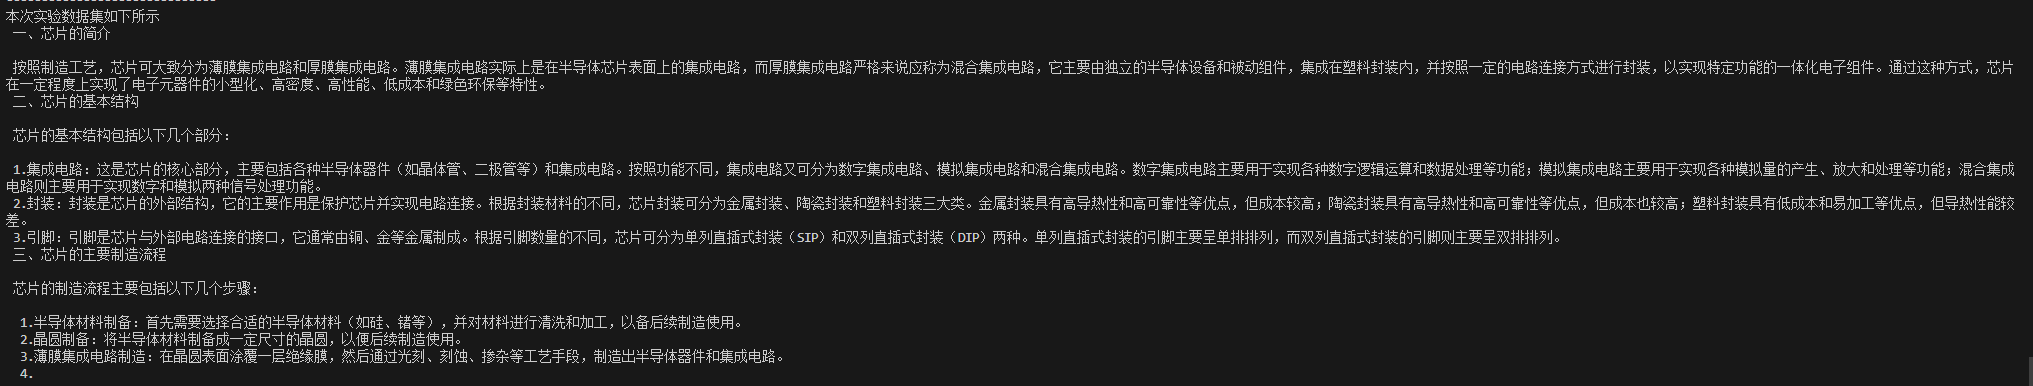 本次实验数据集如下所示
一、芯片的简介
按照制造工艺，芯片可大致分为薄膜集成电路和厚膜集成电路。薄膜集成电路实际上是在半导体芯片表面上的集成电路，而厚膜集成电路严格来说应称为混合集成电路，它主要由独立的半导体设备和被动组件，集成在塑料封装内，并按照一定的电路连接方式进行封装，以实现特定功能的一体化电子组件。通过这种方式，芯片
在一定程度上实现了电子元器件的小型化、高密度、高性能、低成本和绿色环保等特性。
二、芯片的基本结构
芯片的基本结构包括以下几个部分：
1.集成电路：这是芯片的核心部分，主要包括各种半导体器件（如晶体管、二极管等）和集成电路。按照功能不同，集成电路又可分为数字集成电路、模拟集成电路和混合集成电路。数字集成电路主要用于实现各种数字逻辑运算和数据处理等功能；模拟集成电路主要用于实现各种模拟量的产生、放大和处理等功能；混合集成
电路则主要用于实现数字和模拟两种信号处理功能。
2.封装：封装是芯片的外部结构，它的主要作用是保护芯片并实现电路连接。根据封装材料的不同，芯片封装可分为金属封装、陶瓷封装和塑料封装三大类。金属封装具有高导热性和高可靠性等优点，但成本较高；陶瓷封装具有高导热性和高可靠性等优点，但成本也较高；塑料封装具有低成本和易加工等优点，但导热性能较
差。
3.引脚：引脚是芯片与外部电路连接的接口，它通常由铜、金等金属制成。根据引脚数量的不同，芯片可分为单列直插式封装（SIP）和双列直插式封装（DIP）两种。单列直插式封装的引脚主要呈单排排列，而双列直插式封装的引脚则主要呈双排排列。
三、芯片的主要制造流程
芯片的制造流程主要包括以下几个步骤：
1.半导体材料制备：首先需要选择合适的半导体材料（如硅、锗等），并对材料进行清洗和加工，以备后续制造使用。
2.晶圆制备：将半导体材料制备成一定尺寸的晶圆，以便后续制造使用。
3.薄膜集成电路制造：在晶圆表面涂覆一层绝缘膜，然后通过光刻、刻蚀、掺杂等工艺手段，制造出半导体器件和集成电路。
4.